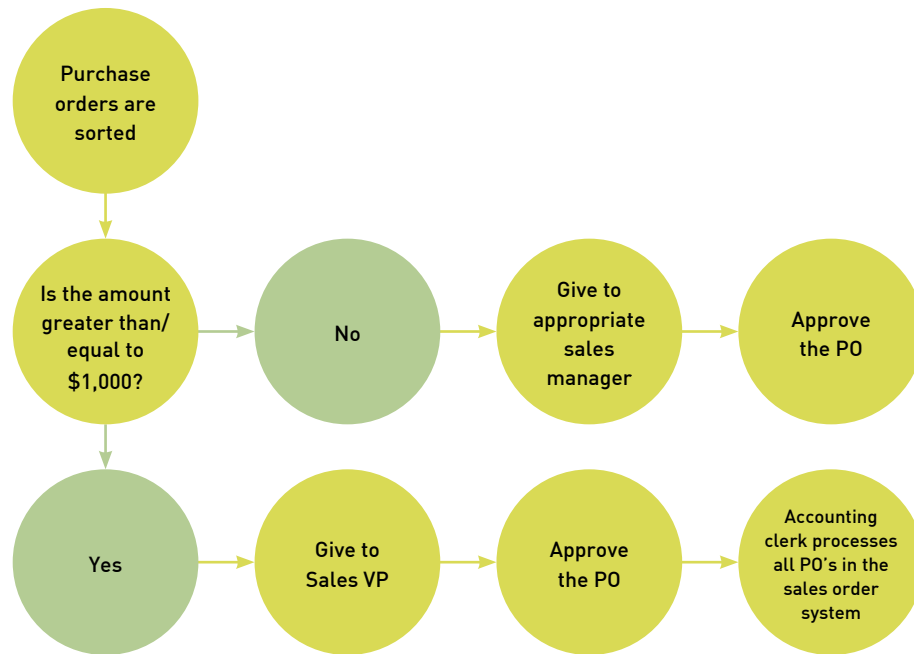 Purchase
orders are
sorted
Is the amount
greater than/
equal to
$1,000?
No
Give to
appropriate
sales
manager
Approve
the PO
Yes
Give to
Sales VP
Approve
the PO
Accounting
clerk processes
all PO's in the
sales order
system